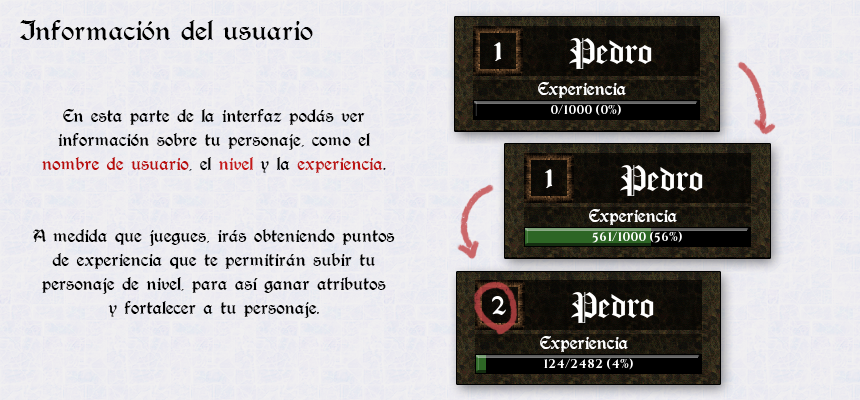 Información del usuario
En esta parte de la interfaz podás ver
información sobre tu personaje, como el
nombre de usuario, el nivel y la experiencia.
A medida que juegues, irás obteniendo puntos
de experiencia que te permitirán subir tu
personaje de nivel, para así ganar atributos
y fortalecer a tu personaje.
1 Pedro
Experiencia
0/1000 (0%)
1 Pedro
Experiencia
561/1000 (56%)
2 Pedro
Experiencia
124/2482 (4%)